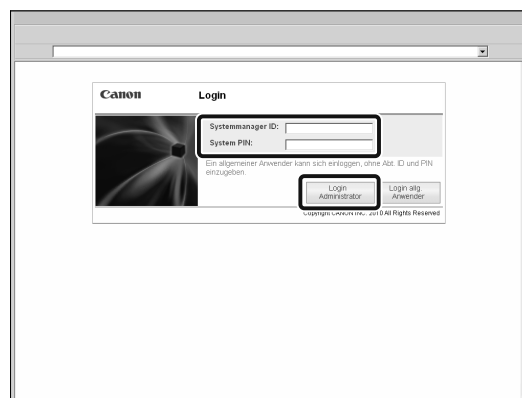 Canon
Login
Systemmanager ID:
System PIN:
Ein allgemeiner Anwender kann sich einloggen, ohne Abt. ID und PIN
einzugeben.
Login
Administrator
Login allg.
Anwender
Copyright CANON INC. 2010 All Rights Reserved